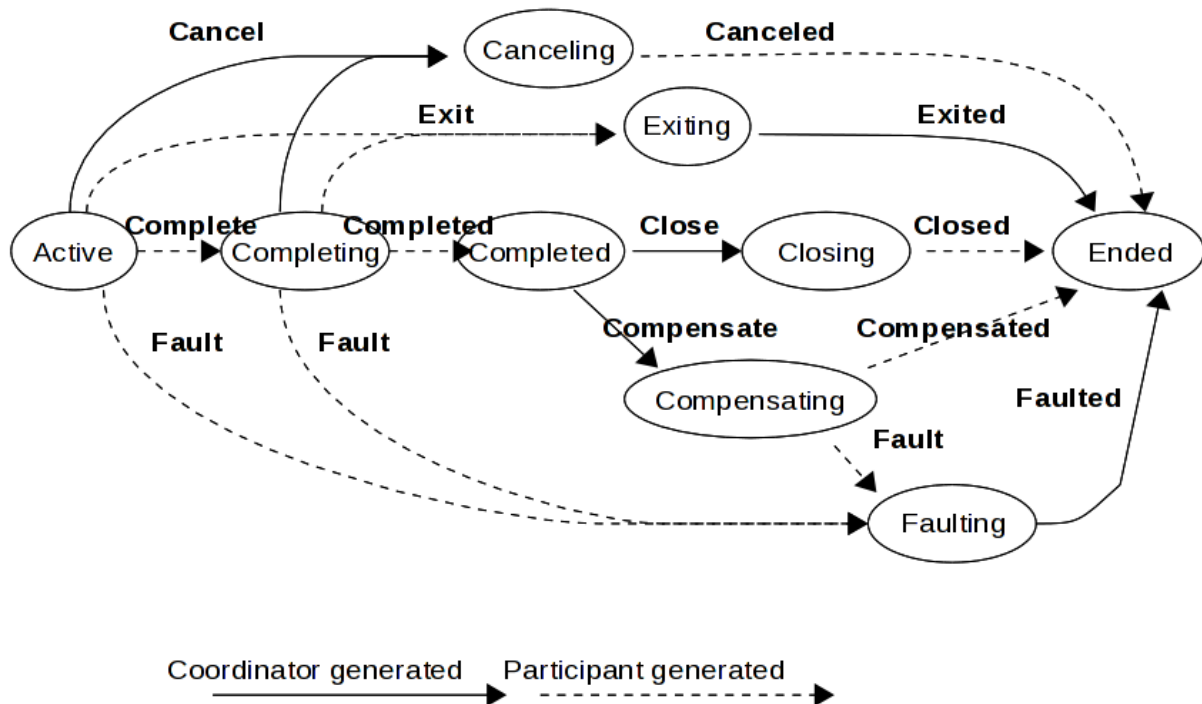 Cancel
Canceled
Canceling
Exit
Exiting
Exited
Complete
Completed
Close
Closed
Active
Completing
Completed
Closing
Ended
Fault
Fault
Compensate
Compensated
Compensating
Faulted
Fault
Faulting
Coordinator generated
Participant generated